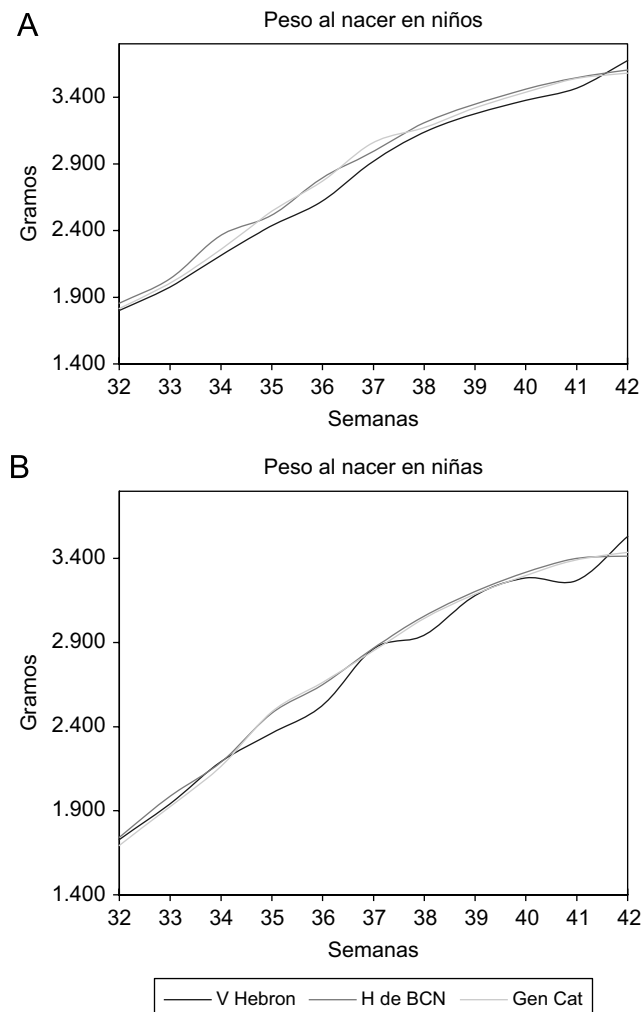 A
Peso al nacer en niños
3.400
2.900
2.400
1.900
1.400
Gramos
32 33 34 35 36 37 38 39 40 41 42
Semanas
B
Peso al nacer en niñas
3.400
2.900
2.400
1.900
1.400
Gramos
32 33 34 35 36 37 38 39 40 41 42
Semanas
V Hebron H de BCN Gen Cat